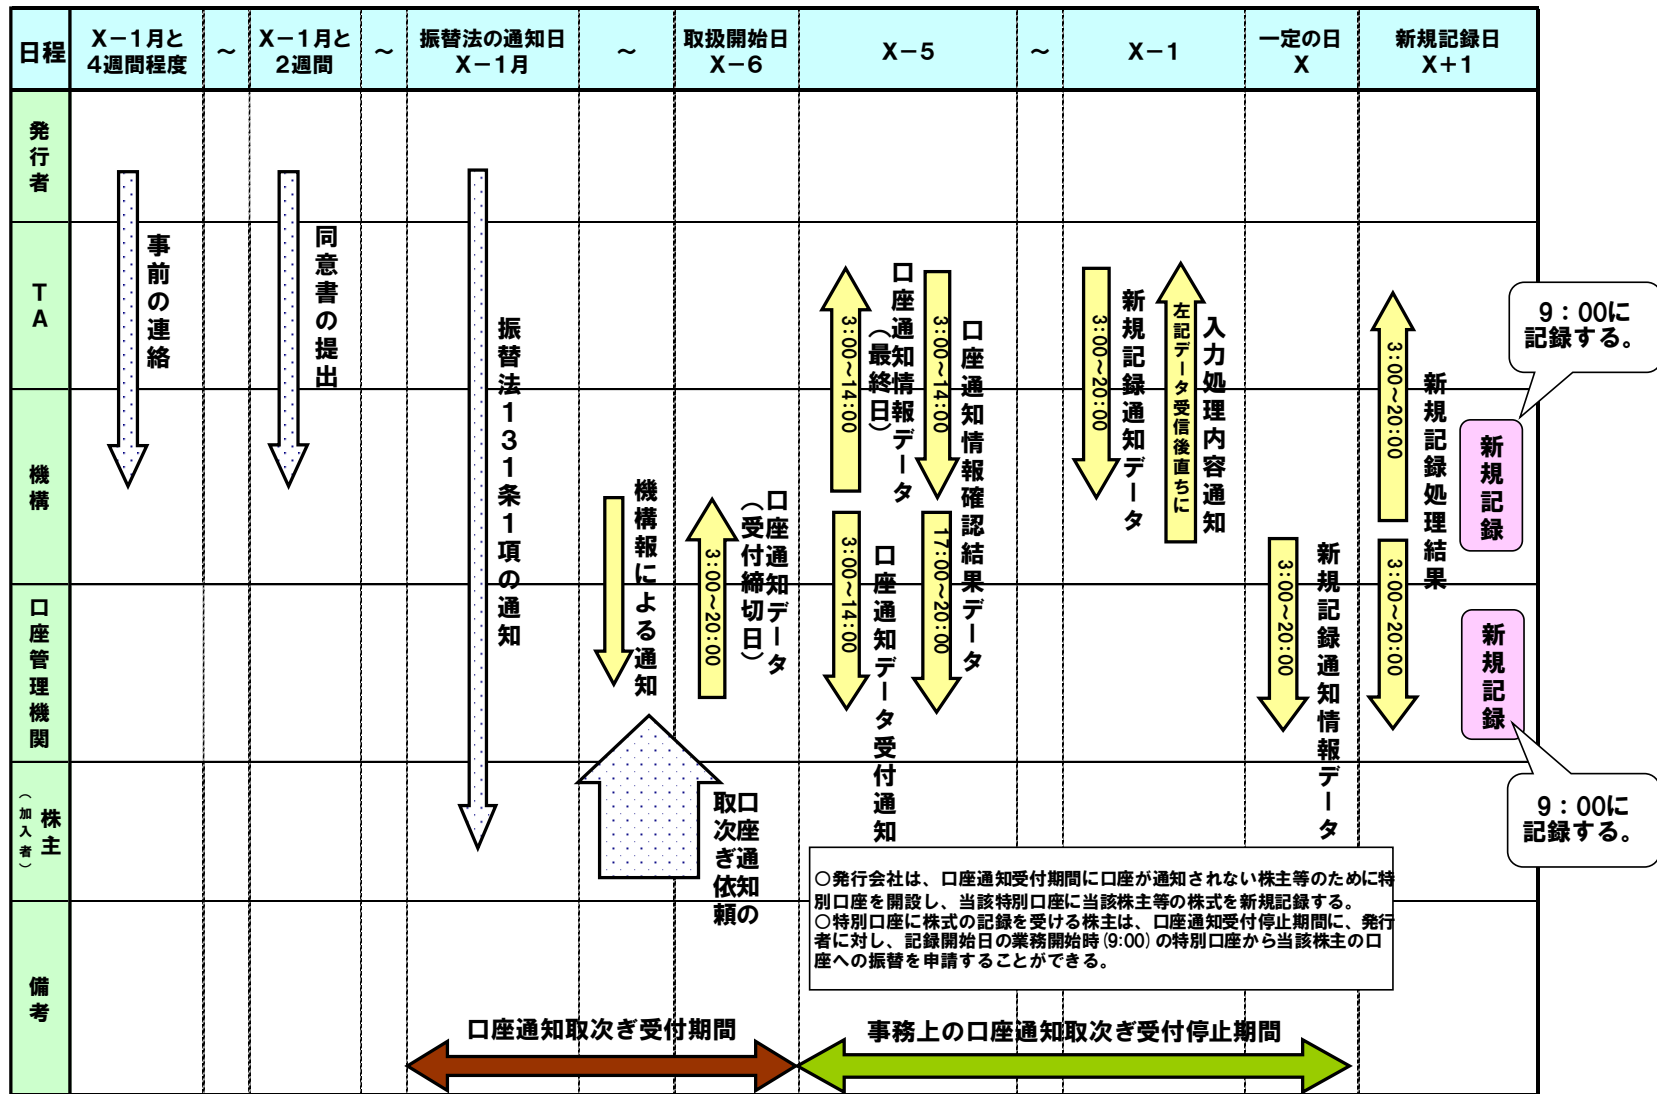 日程
X－1月と
4週間程度
～
X－1月と
2週間
～
振替法の通知日
X－1月
～
取扱開始日
X－6
X－5
～
X－1
一定の日
X
新規記録日
X＋1
発行者
TA
機構
口座管理機関
株主
（加入者）
備考
事前の連絡
同意書の提出
振替法131条1項の通知
機構報による通知
口座通知の
取次ぎ依頼
3:00～20:00
口座通知データ
（受付締切日）
3:00～14:00
口座通知情報データ
（最終日）
3:00～14:00
口座通知情報確認結果データ
3:00～14:00
口座通知データ受付通知
17:00～20:00
3:00～20:00
新規記録通知データ
左記データ受信後直ちに
入力処理内容通知
3:00～20:00
新規記録通知情報データ
3:00～20:00
新規記録処理結果
3:00～20:00
新規記録
9：00に
記録する。
新規記録
9：00に
記録する。
○発行会社は、口座通知受付期間に口座が通知されない株主等のために特
別口座を開設し、当該特別口座に当該株主等の株式を新規記録する。
○特別口座に株式の記録を受ける株主は、口座通知受付停止期間に、発行
者に対し、記録開始日の業務開始時(9:00)の特別口座から当該株主の口
座への振替を申請することができる。
口座通知取次ぎ受付期間
事務上の口座通知取次ぎ受付停止期間